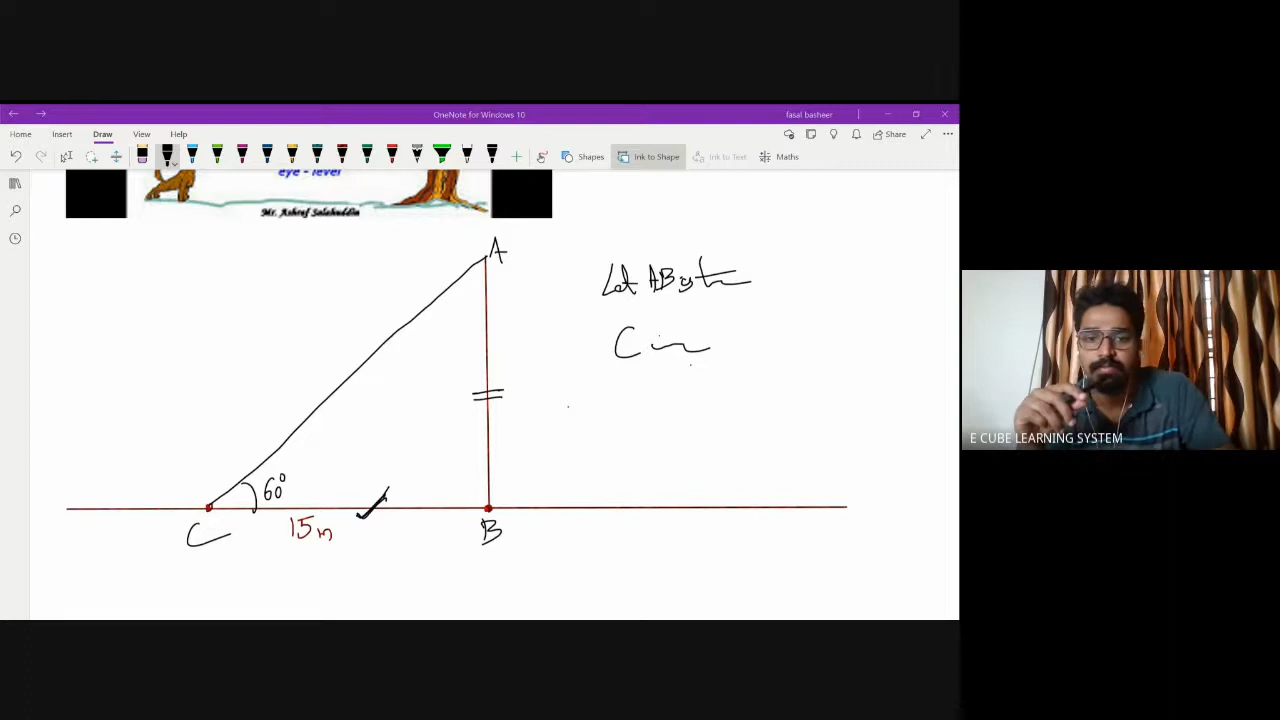 OneNote for Windows 10
fasal basheer
Home Insert Draw View Help
Share
Shapes
Ink to Shape
Ink to Text
Maths
eye - level
Mr. Ashraf Salahuddin
A
Let AB
C
60°
15m
C
B
E CUBE LEARNING SYSTEM